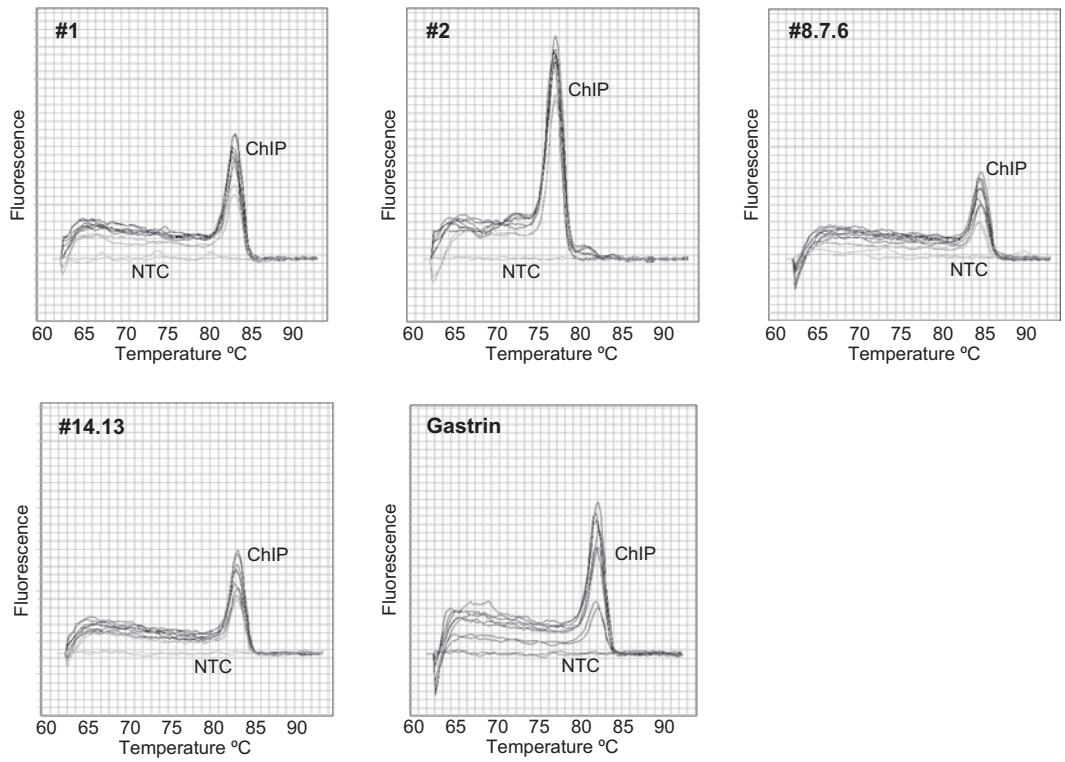 #1
Fluorescence
ChIP
NTC
60 65 70 75 80 85 90
Temperature ºC
#2
Fluorescence
ChIP
NTC
60 65 70 75 80 85 90
Temperature ºC
#8.7.6
Fluorescence
ChIP
NTC
60 65 70 75 80 85 90
Temperature ºC
#14.13
Fluorescence
ChIP
NTC
60 65 70 75 80 85 90
Temperature ºC
Gastrin
Fluorescence
ChIP
NTC
60 65 70 75 80 85 90
Temperature ºC